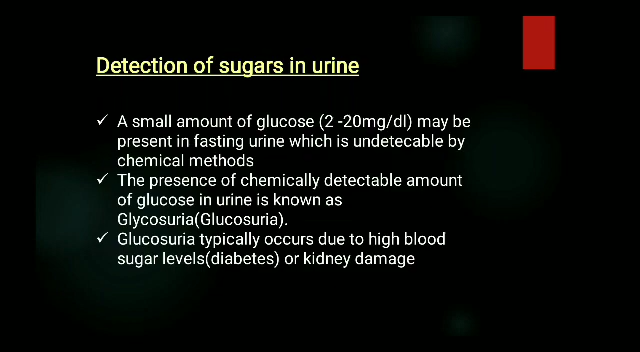 Detection of sugars in urine
✓ A small amount of glucose (2 -20mg/dl) may be
present in fasting urine which is undetecable by
chemical methods
✓ The presence of chemically detectable amount
of glucose in urine is known as
Glycosuria(Glucosuria).
✓ Glucosuria typically occurs due to high blood
sugar levels(diabetes) or kidney damage